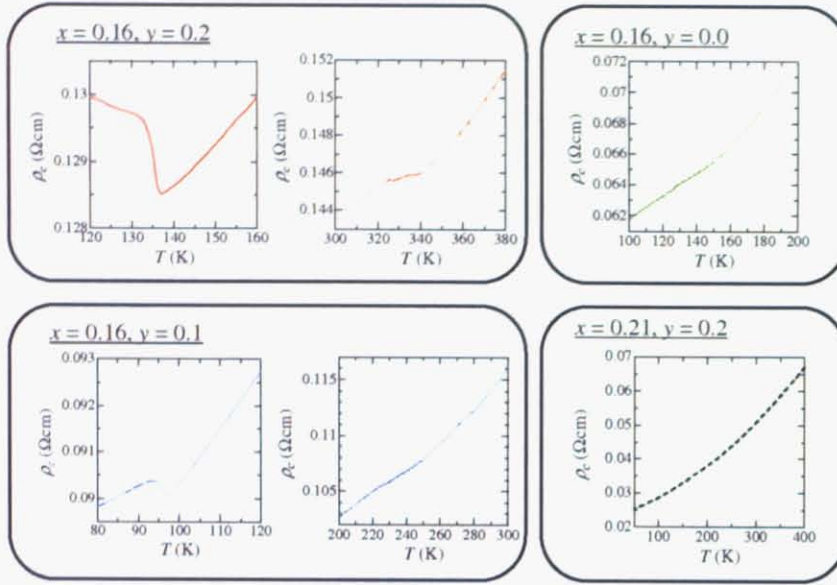 x = 0.16, y = 0.2
0.13
0.129
0.128
ρc (Ωcm)
120 130 140 150 160
T (K)
0.152
0.15
0.148
0.146
0.144
ρc (Ωcm)
300 320 340 360 380
T (K)
x = 0.16, y = 0.0
0.072
0.07
0.068
0.066
0.064
0.062
ρc (Ωcm)
100 120 140 160 180 200
T (K)
x = 0.16, y = 0.1
0.093
0.092
0.091
0.09
ρc (Ωcm)
80 90 100 110 120
T (K)
0.115
0.11
0.105
ρc (Ωcm)
200 220 240 260 280 300
T (K)
x = 0.21, y = 0.2
0.07
0.06
0.05
0.04
0.03
0.02
ρc (Ωcm)
100 200 300 400
T (K)